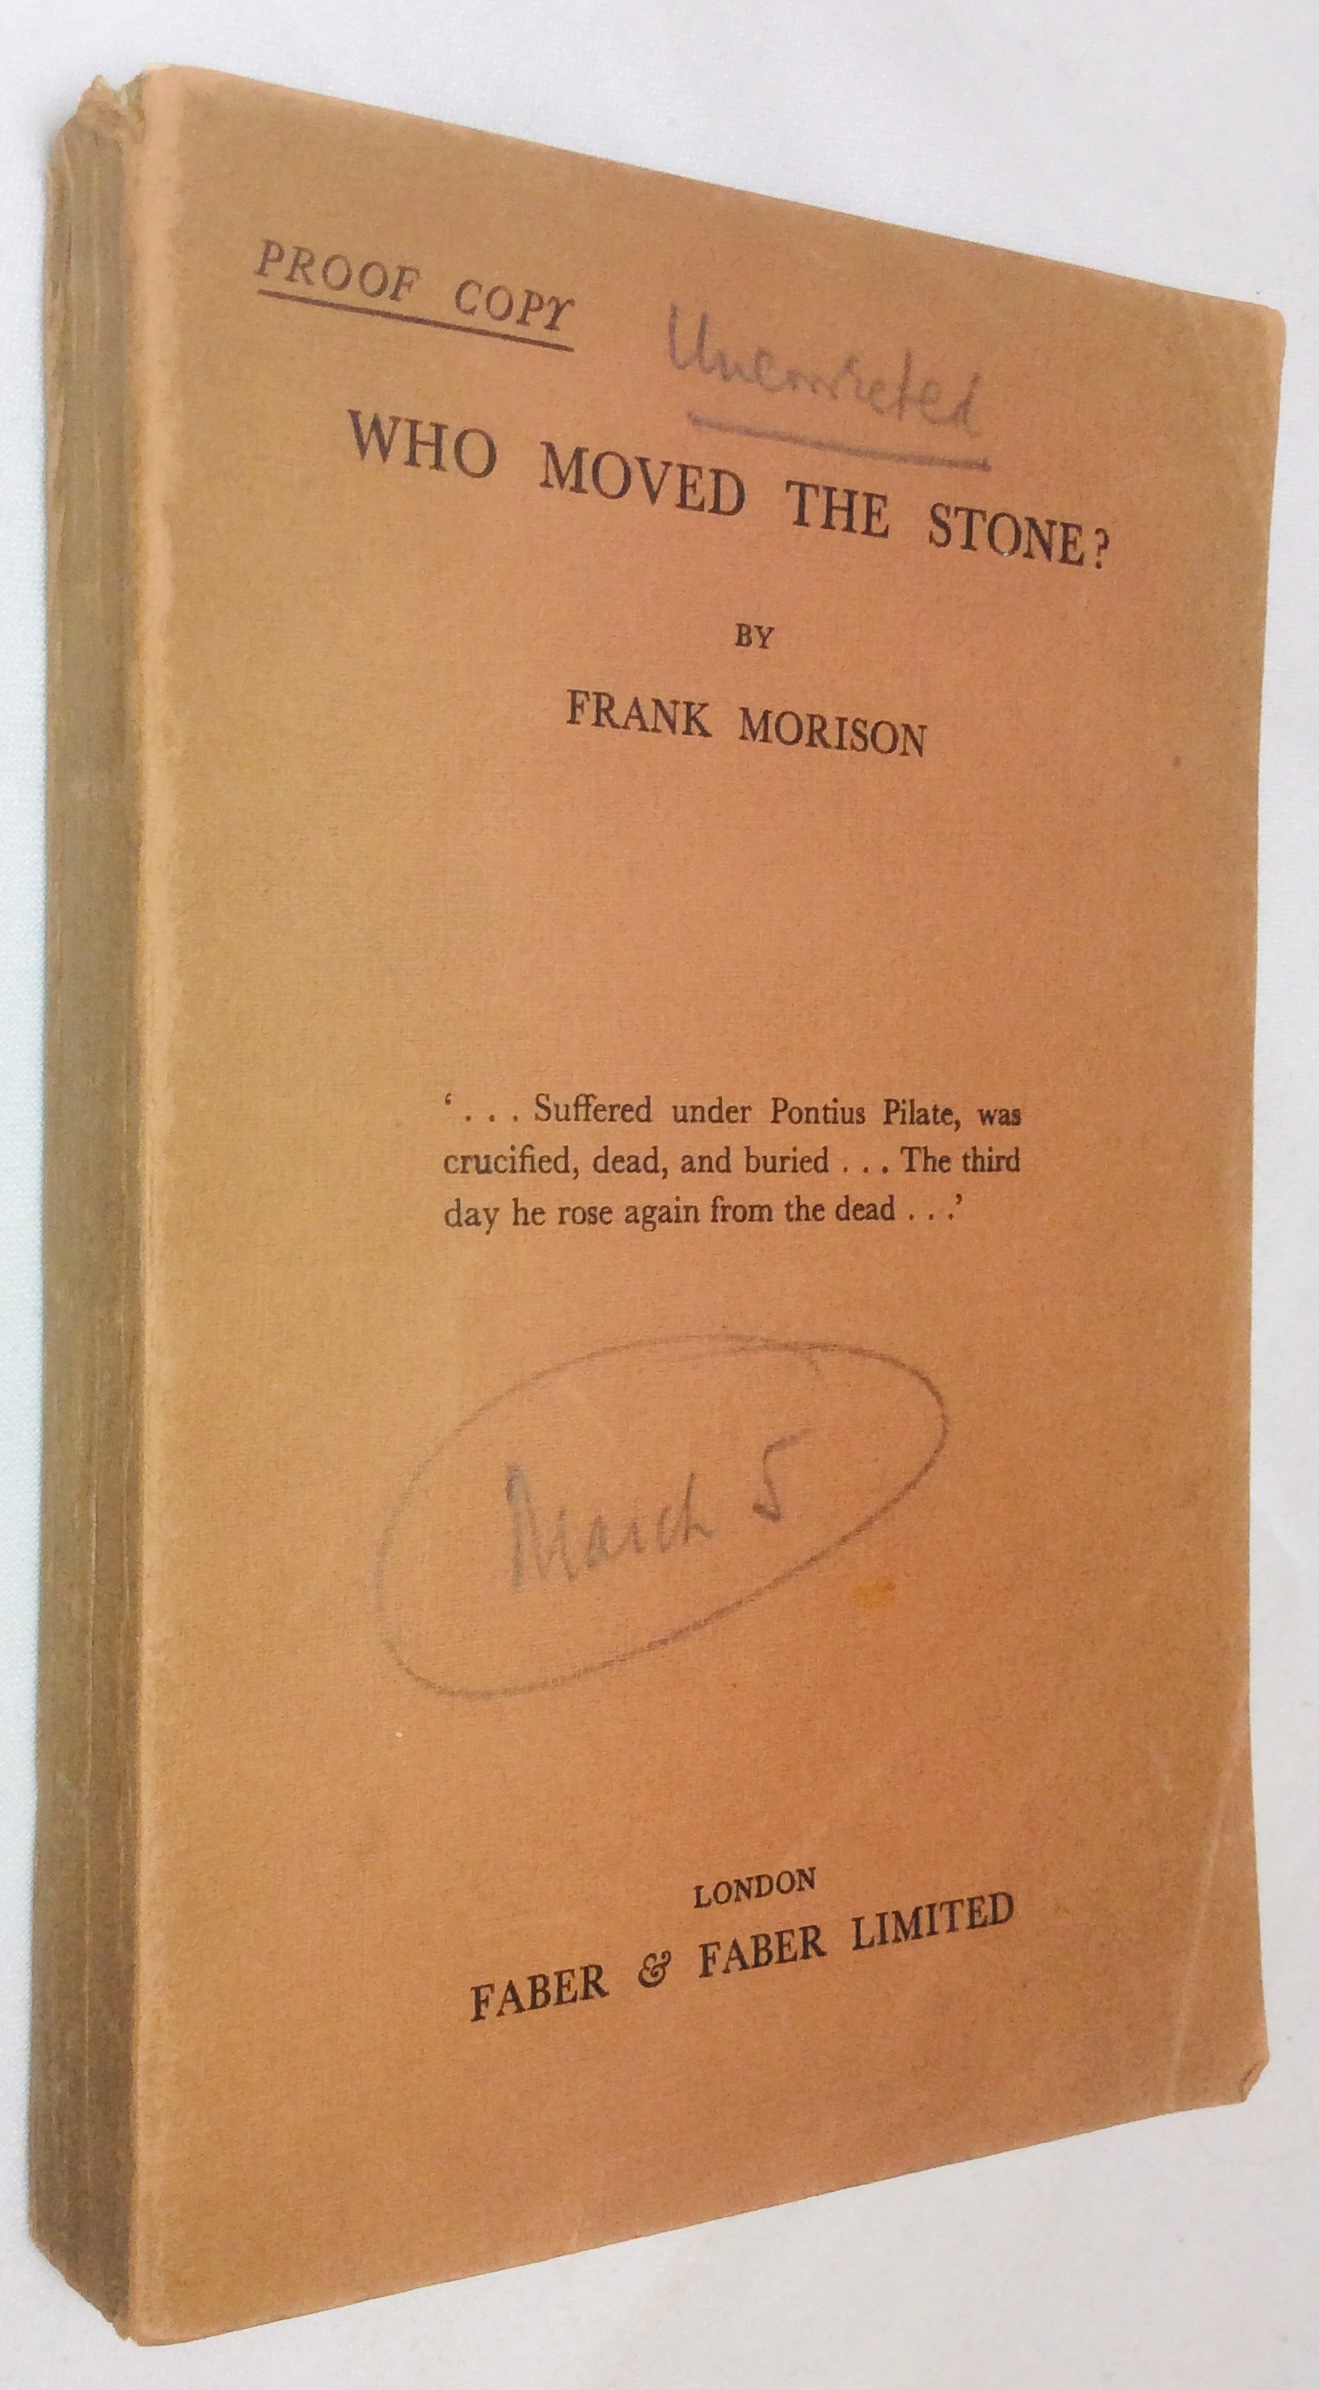 PROOF COPY Uncorrected
WHO MOVED THE STONE?
BY
FRANK MORISON
‘. . . Suffered under Pontius Pilate, was
crucified, dead, and buried . . . The third
day he rose again from the dead . . .’
March 5
LONDON
FABER & FABER LIMITED